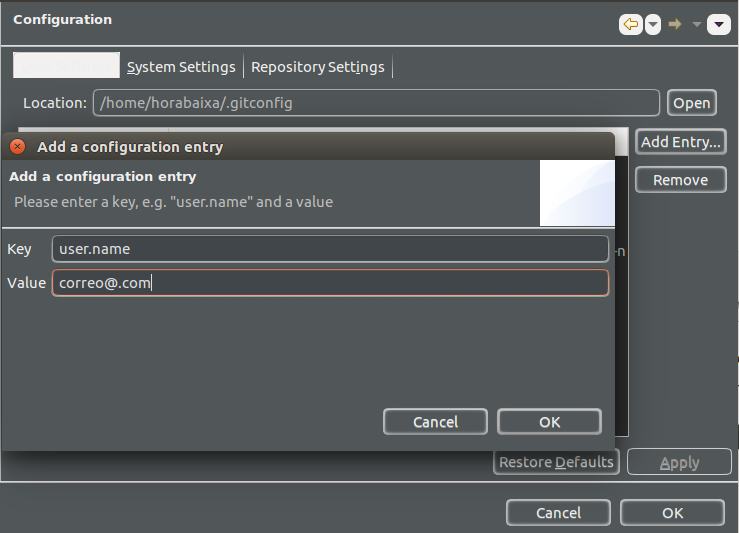 Configuration
System Settings
Repository Settings
Location:
/home/horabaixa/.gitconfig
Open
Add Entry...
Remove
Add a configuration entry
Add a configuration entry
Please enter a key, e.g. "user.name" and a value
Key
user.name
Value
correo@.com
Cancel
OK
Restore Defaults
Apply
Cancel
OK